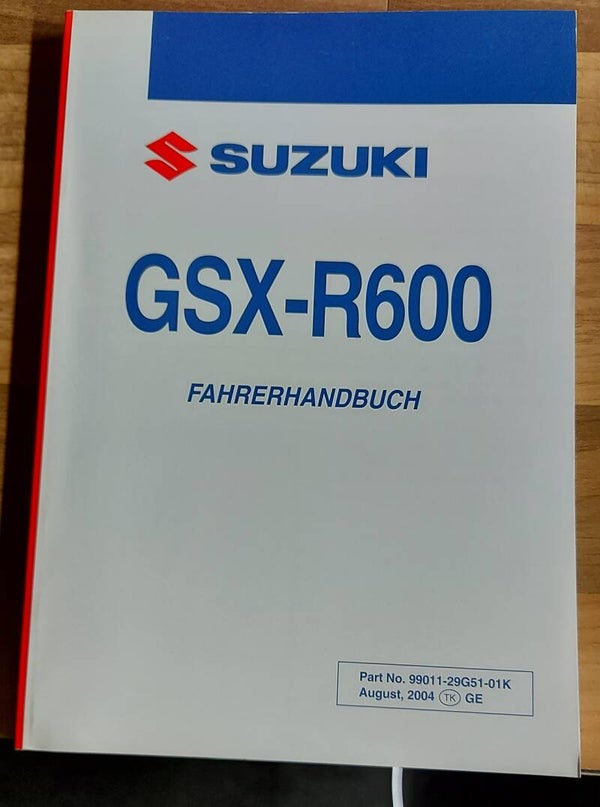 SUZUKI
GSX-R600
FAHRERHANDBUCH
Part No. 99011-29G51-01K
August, 2004 TK GE